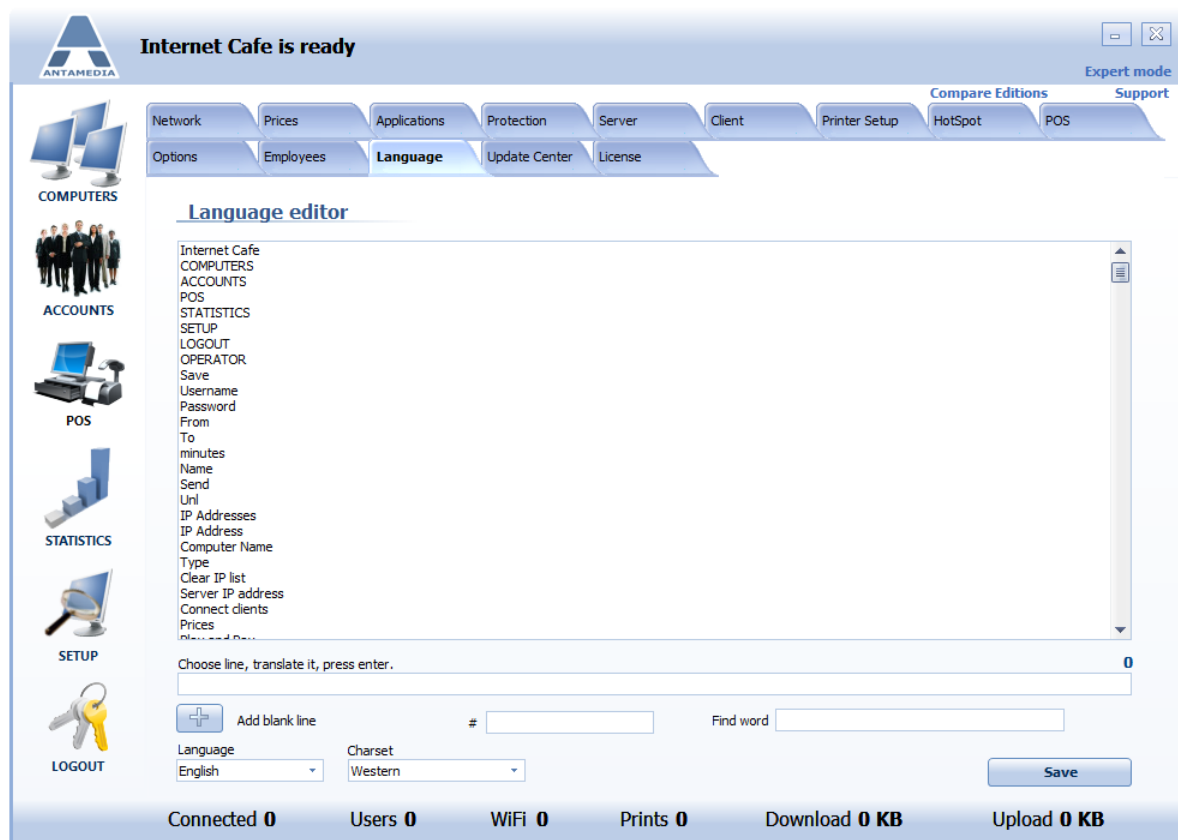 ANTAMEDIA
Internet Cafe is ready
Expert mode
Compare Editions Support
Network Prices Applications Protection Server Client Printer Setup HotSpot POS
Options Employees Language Update Center License
COMPUTERS
ACCOUNTS
POS
STATISTICS
SETUP
LOGOUT
Language editor
Internet Cafe
COMPUTERS
ACCOUNTS
POS
STATISTICS
SETUP
LOGOUT
OPERATOR
Save
Username
Password
From
To
minutes
Name
Send
Unl
IP Addresses
IP Address
Computer Name
Type
Clear IP list
Server IP address
Connect clients
Prices
Choose line, translate it, press enter. 0
Add blank line # Find word
Language Charset
English Western
Save
Connected 0 Users 0 WiFi 0 Prints 0 Download 0 KB Upload 0 KB